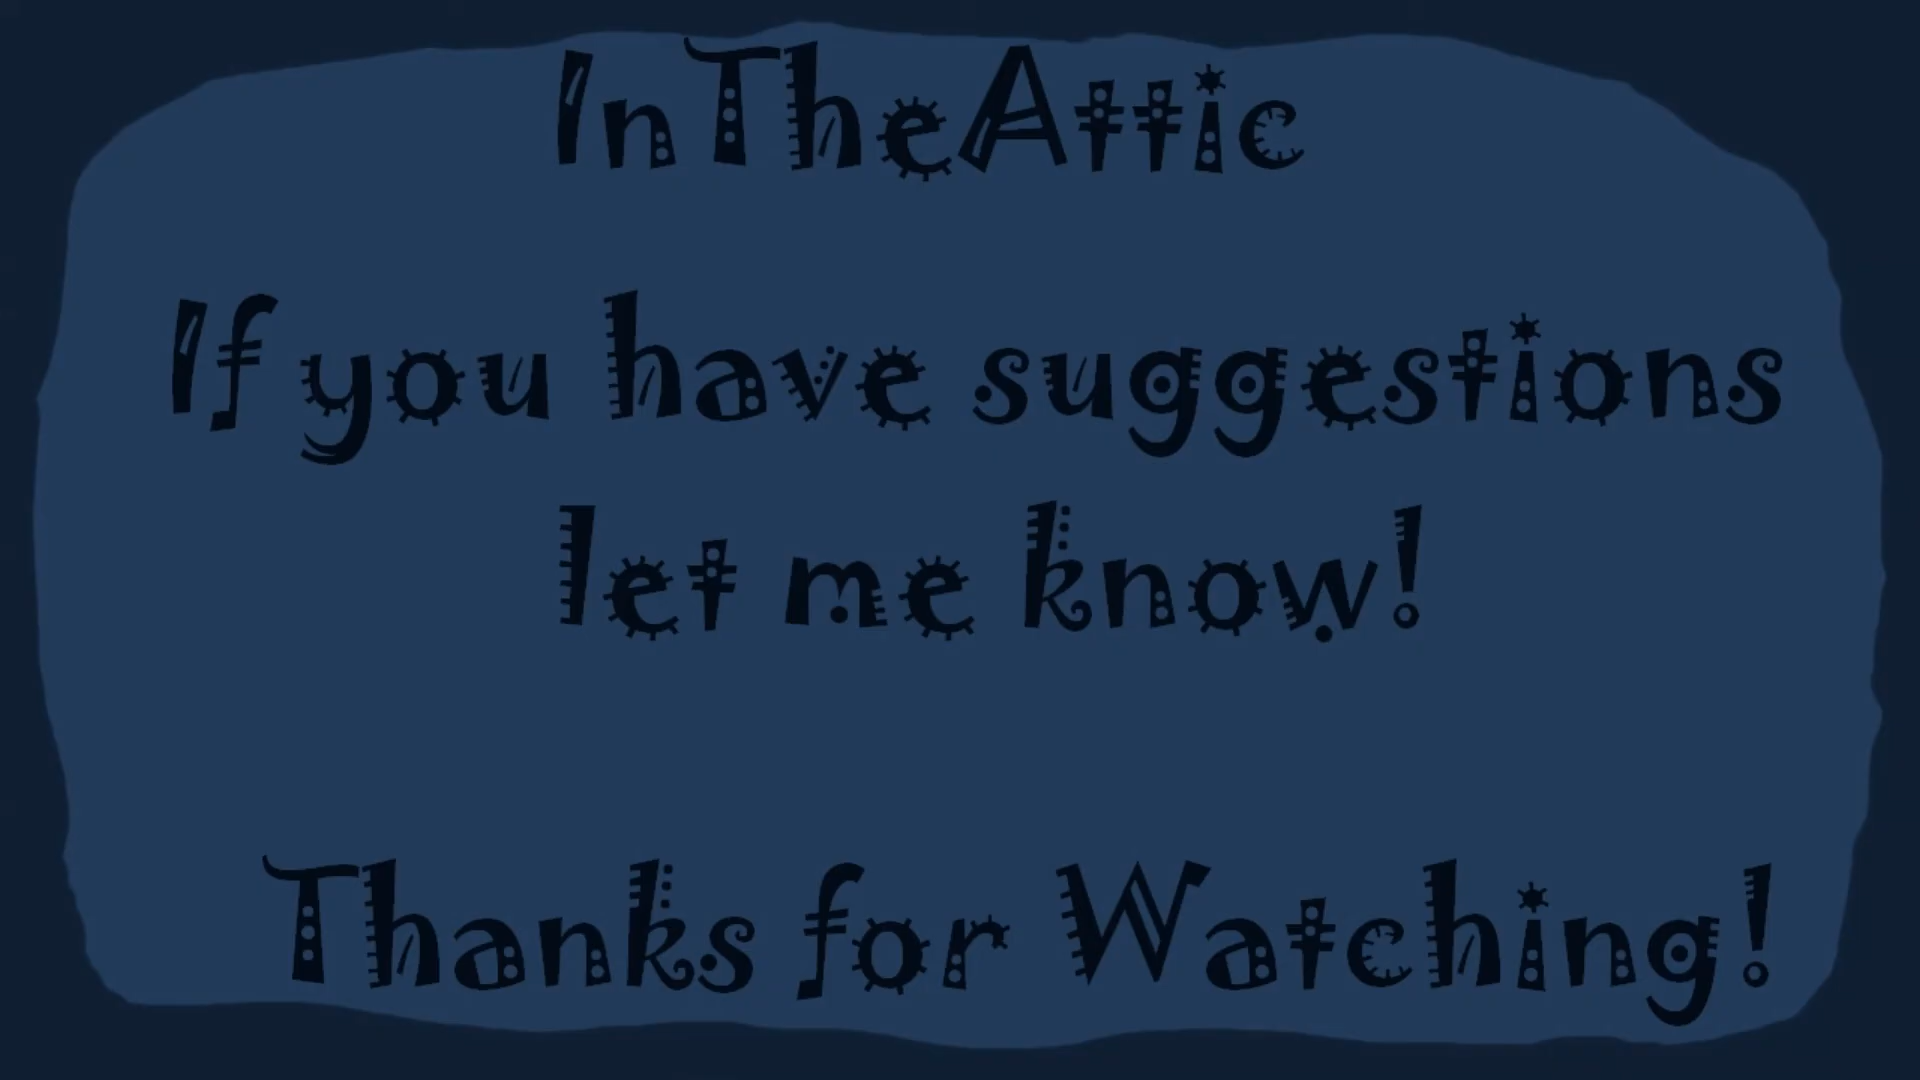 InTheAttic
If you have suggestions
let me know!
Thanks for Watching!